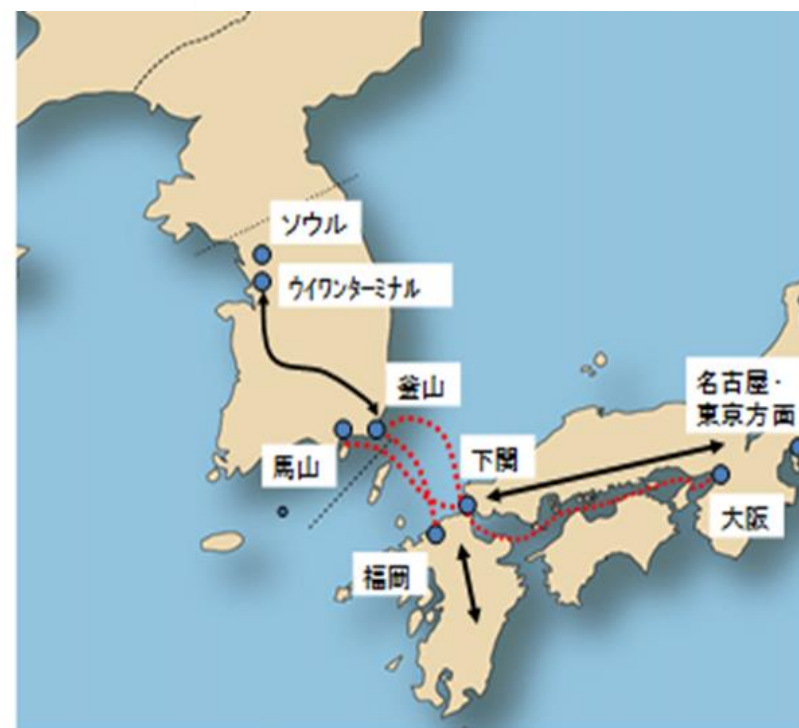 ソウル
ウイワンターミナル
釜山
馬山
名古屋・
東京方面
下関
大阪
福岡